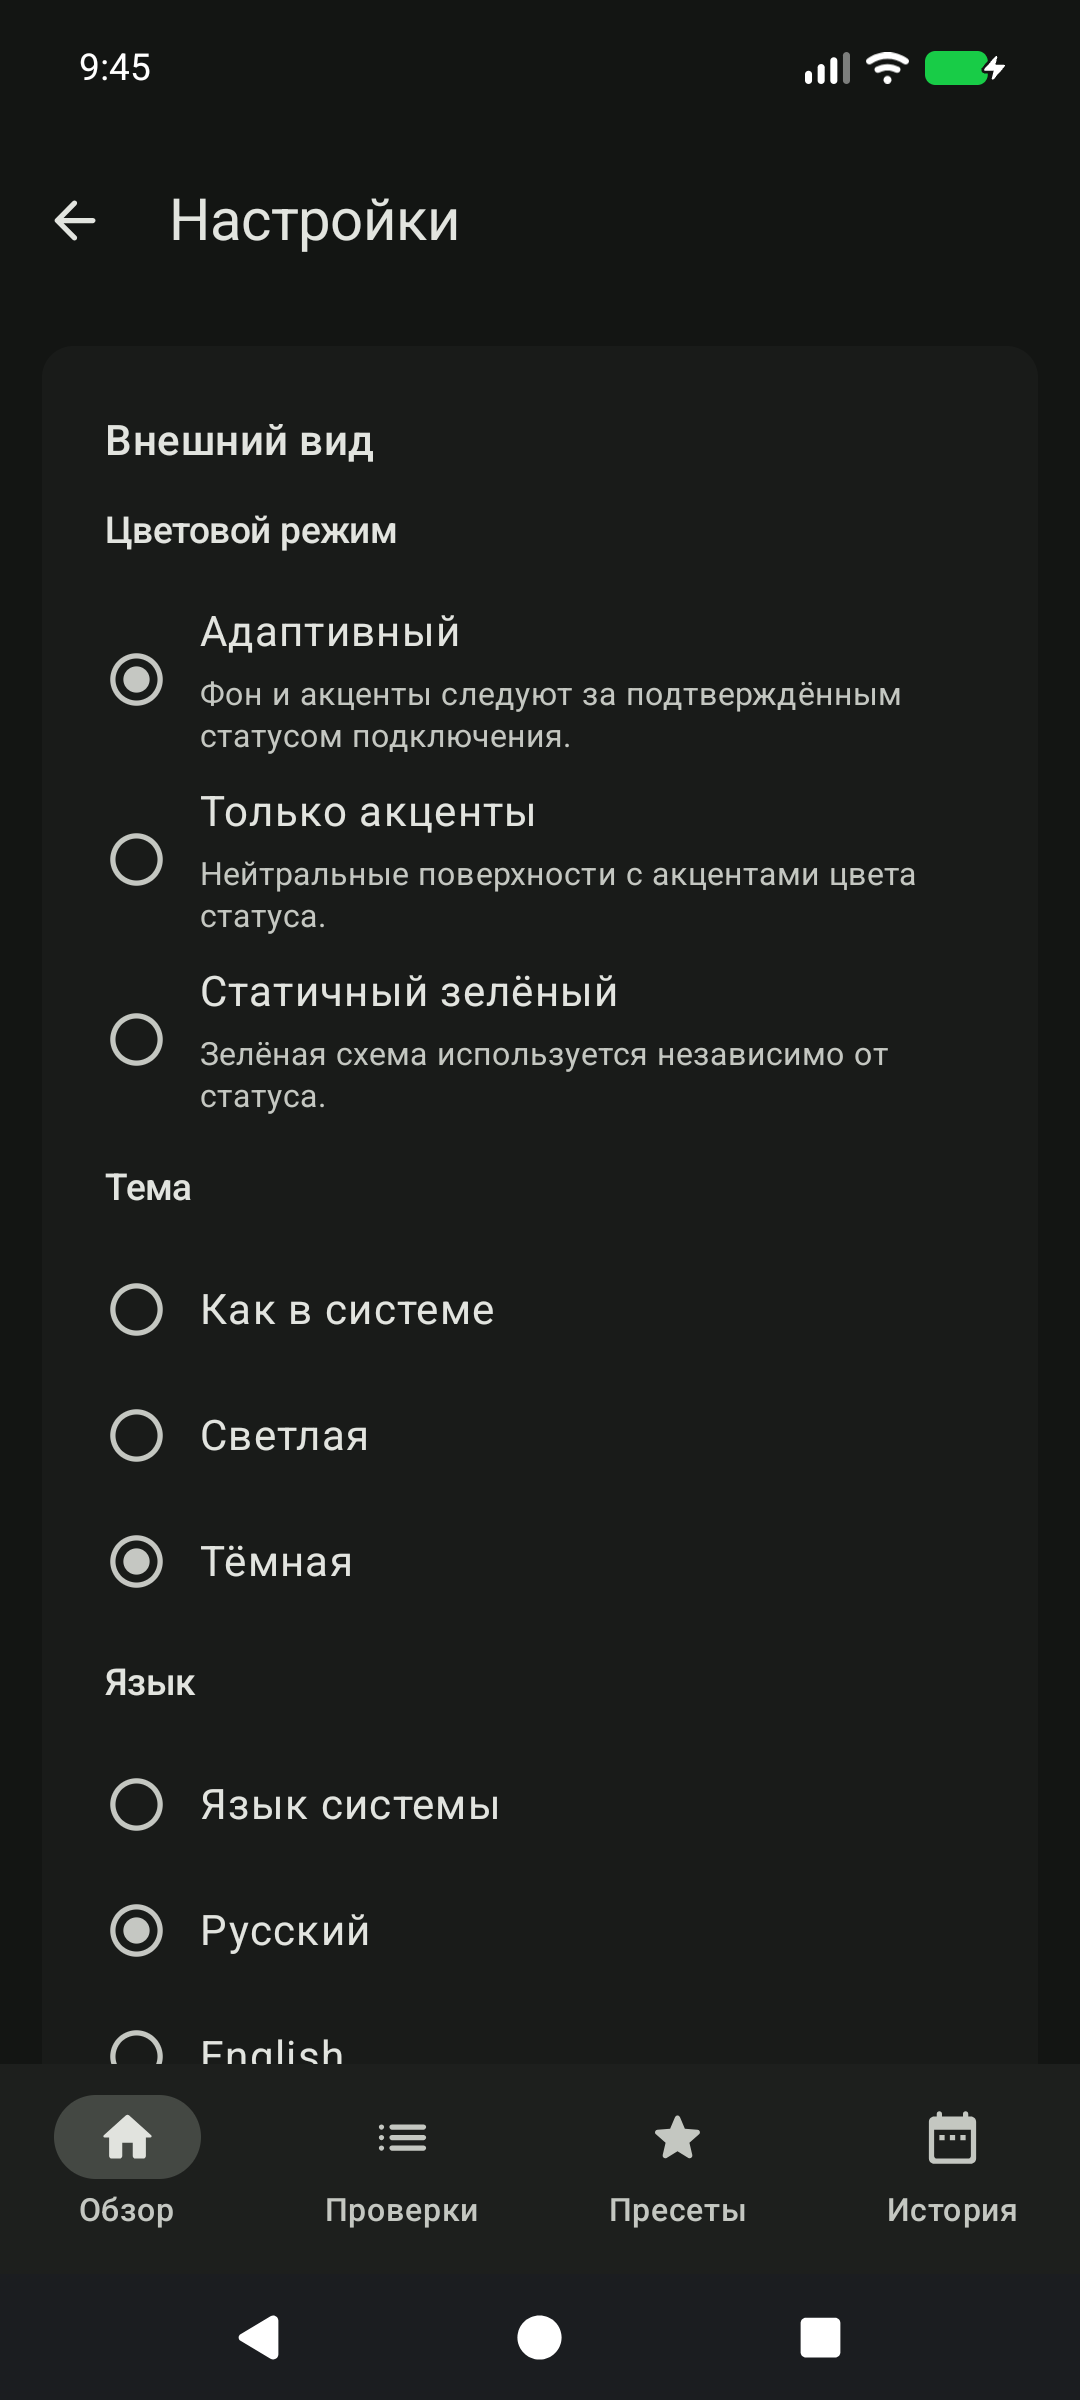 9:45
Настройки
Внешний вид
Цветовой режим
Адаптивный
Фон и акценты следуют за подтверждённым
статусом подключения.
Только акценты
Нейтральные поверхности с акцентами цвета
статуса.
Статичный зелёный
Зелёная схема используется независимо от
статуса.
Тема
Как в системе
Светлая
Тёмная
Язык
Язык системы
Русский
English
Обзор
Проверки
Пресеты
История